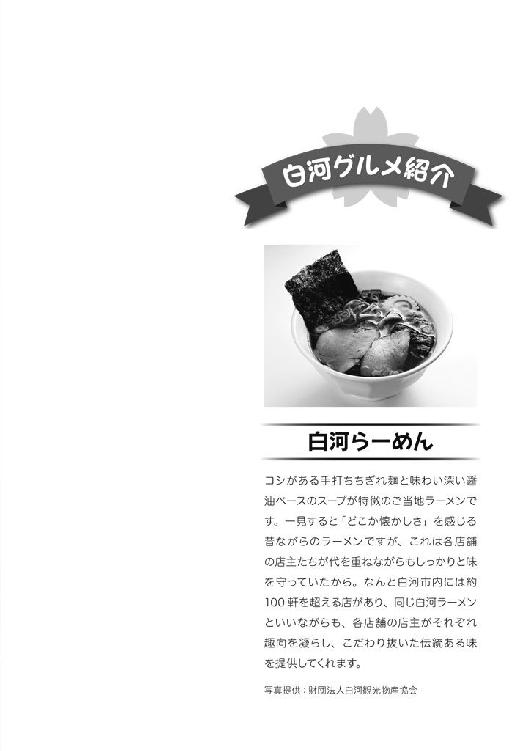 白河グルメ紹介
白河らーめん
コシがある手打ちちぢれ麺と味わい深い醤
油ベースのスープが特徴のご当地ラーメンで
す。一見すると「どこか懐かしさ」を感じる
昔ながらのラーメンですが、これは各店舗
の店主たちが代を重ねながらもしっかりと味
を守っていたから。なんと白河市内には約
100 軒を超える店があり、同じ白河ラーメン
といいながらも、各店舗の店主がそれぞれ
趣向を凝らし、こだわり抜いた伝統ある味
を提供してくれます。
写真提供：財団法人白河観光物産協会